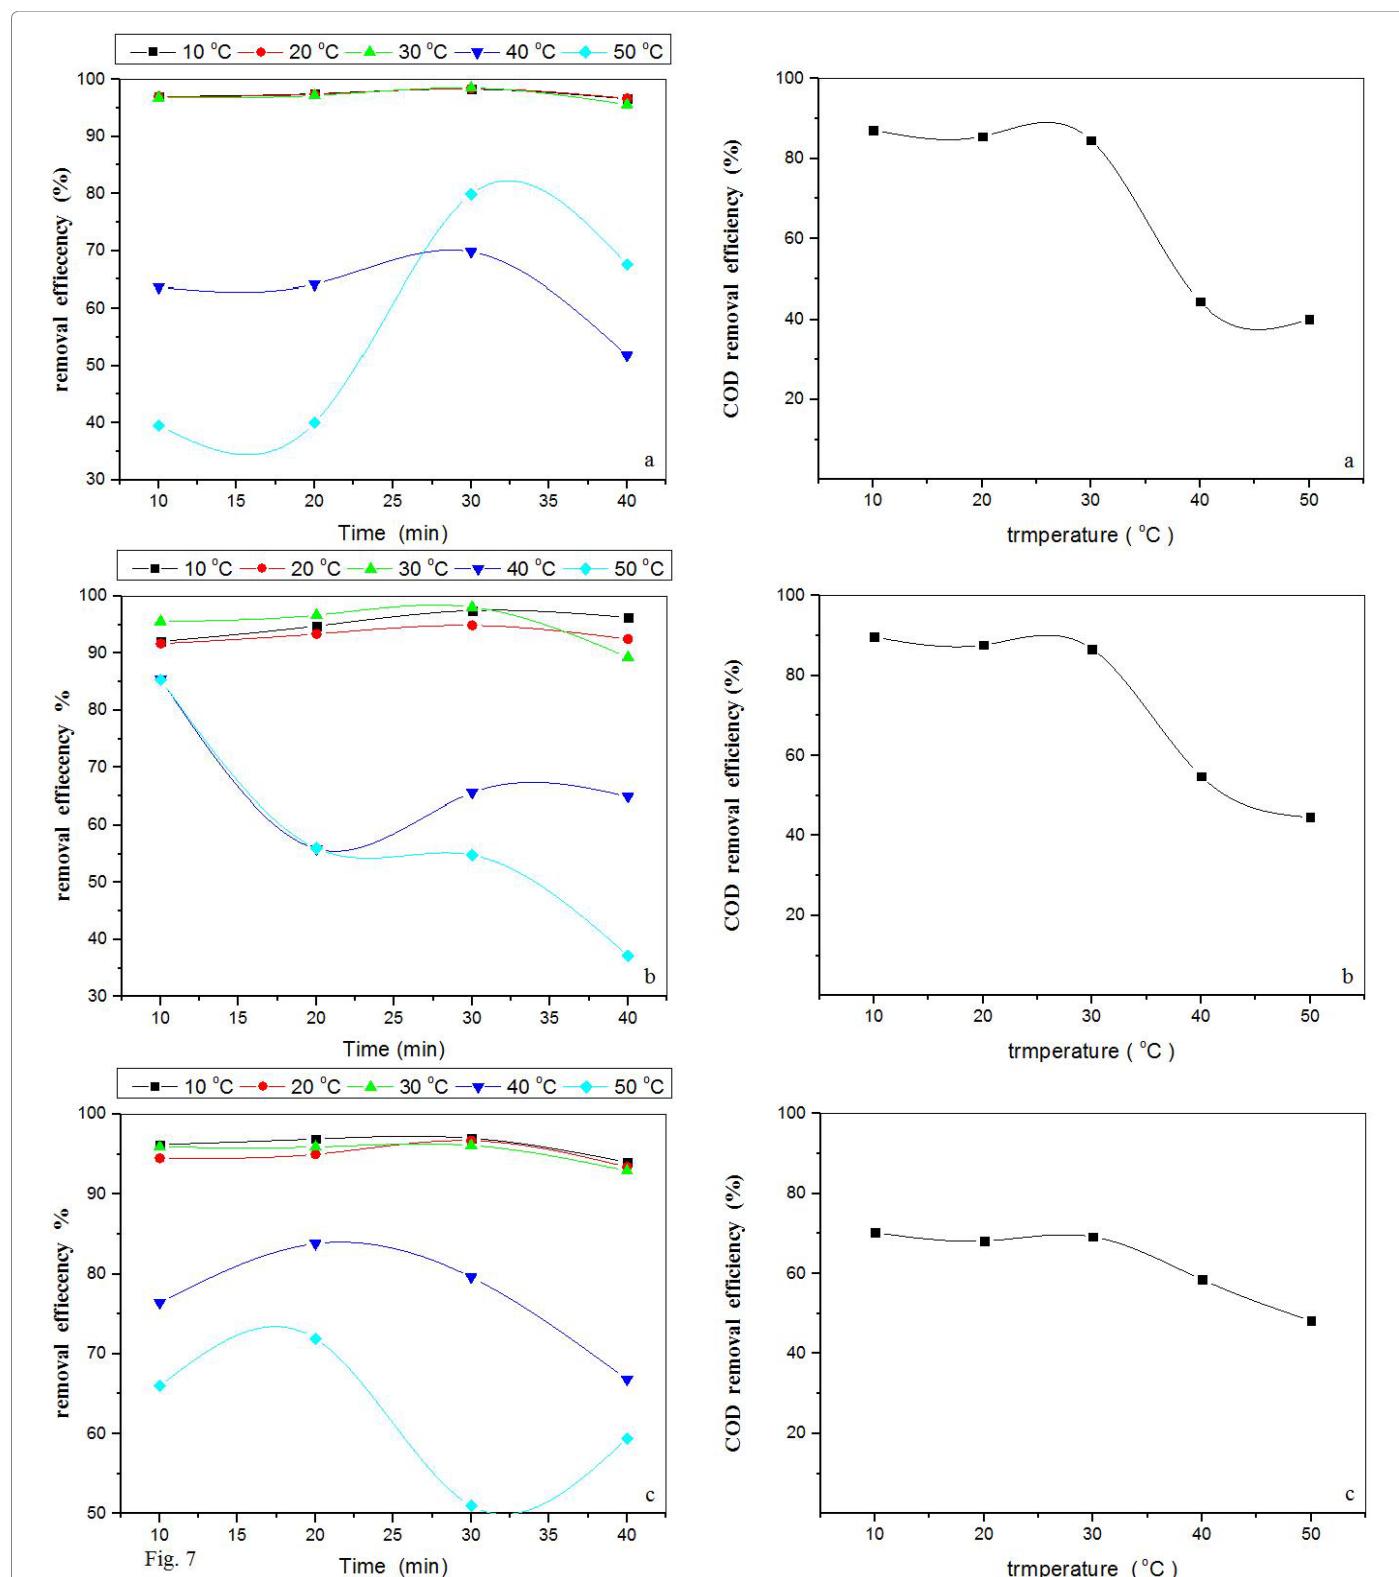 10 °C 20 °C 30 °C 40 °C 50 °C
100
90
80
70
60
50
40
30
removal effiecency (%)
a
10 15 20 25 30 35 40
Time (min)
100
80
60
40
20
COD removal efficiency (%)
a
10 20 30 40 50
trmperature ( °C )
10 °C 20 °C 30 °C 40 °C 50 °C
100
90
80
70
60
50
40
30
removal effiecency %
b
10 15 20 25 30 35 40
Time (min)
100
80
60
40
20
COD removal efficiency (%)
b
10 20 30 40 50
trmperature ( °C )
10 °C 20 °C 30 °C 40 °C 50 °C
100
90
80
70
60
50
removal effiecency %
c
10 15 20 25 30 35 40
Time (min)
Fig. 7
100
80
60
40
20
COD removal efficiency (%)
c
10 20 30 40 50
trmperature ( °C )